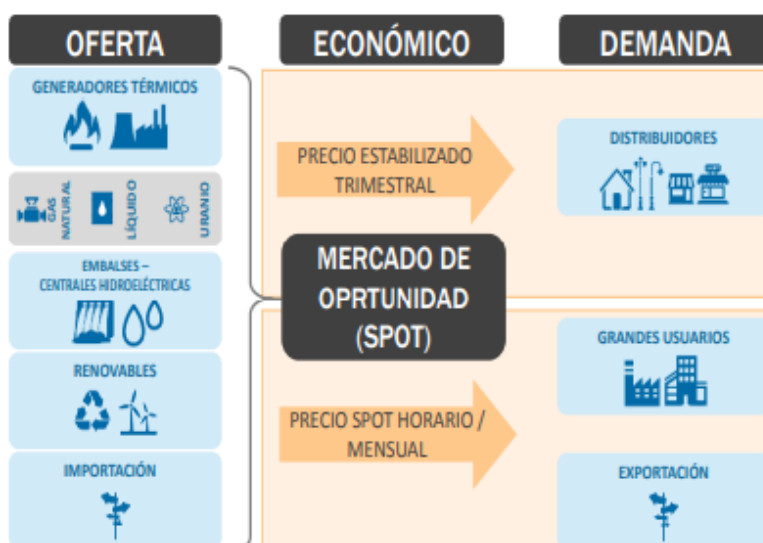 OFERTA
GENERADORES TÉRMICOS
GAS
NATURAL
LÍQUIDO
URANIO
EMBALSES –
CENTRALES HIDROELÉCTRICAS
RENOVABLES
IMPORTACIÓN
ECONÓMICO
PRECIO ESTABILIZADO
TRIMESTRAL
MERCADO DE
OPRTUNIDAD
(SPOT)
PRECIO SPOT HORARIO /
MENSUAL
DEMANDA
DISTRIBUIDORES
GRANDES USUARIOS
EXPORTACIÓN